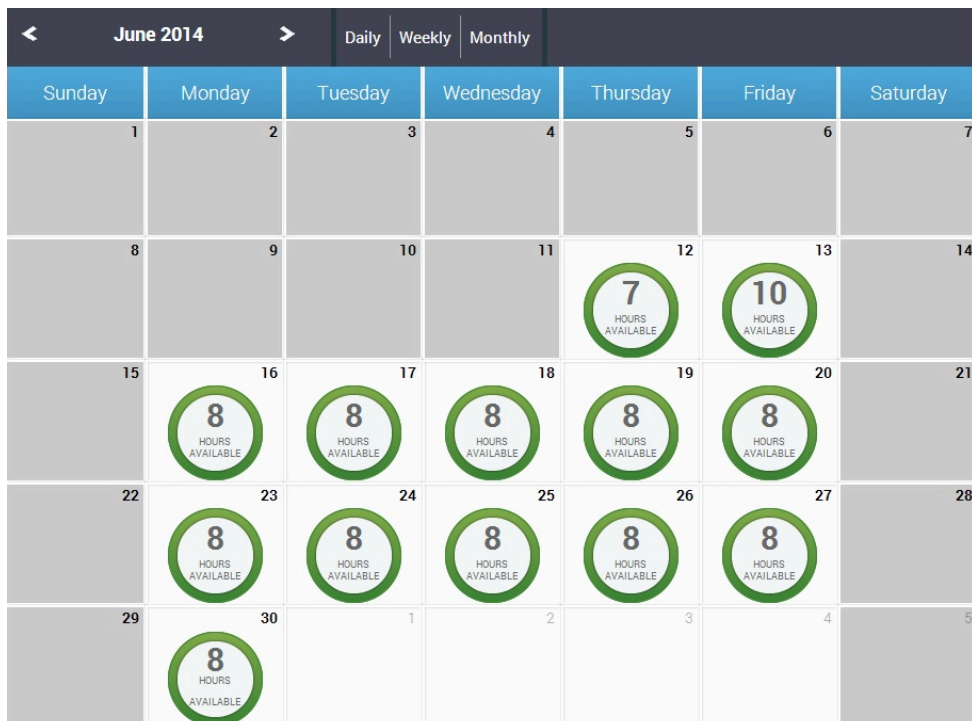 June 2014 Daily Weekly Monthly
Sunday Monday Tuesday Wednesday Thursday Friday Saturday
1 2 3 4 5 6 7
8 9 10 11 12 13 14
7 10
HOURS HOURS
AVAILABLE AVAILABLE
15 16 17 18 19 20 21
8 8 8 8 8
HOURS HOURS HOURS HOURS HOURS
AVAILABLE AVAILABLE AVAILABLE AVAILABLE AVAILABLE
22 23 24 25 26 27 28
8 8 8 8 8
HOURS HOURS HOURS HOURS HOURS
AVAILABLE AVAILABLE AVAILABLE AVAILABLE AVAILABLE
29 30 1 2 3 4 5
8
HOURS
AVAILABLE